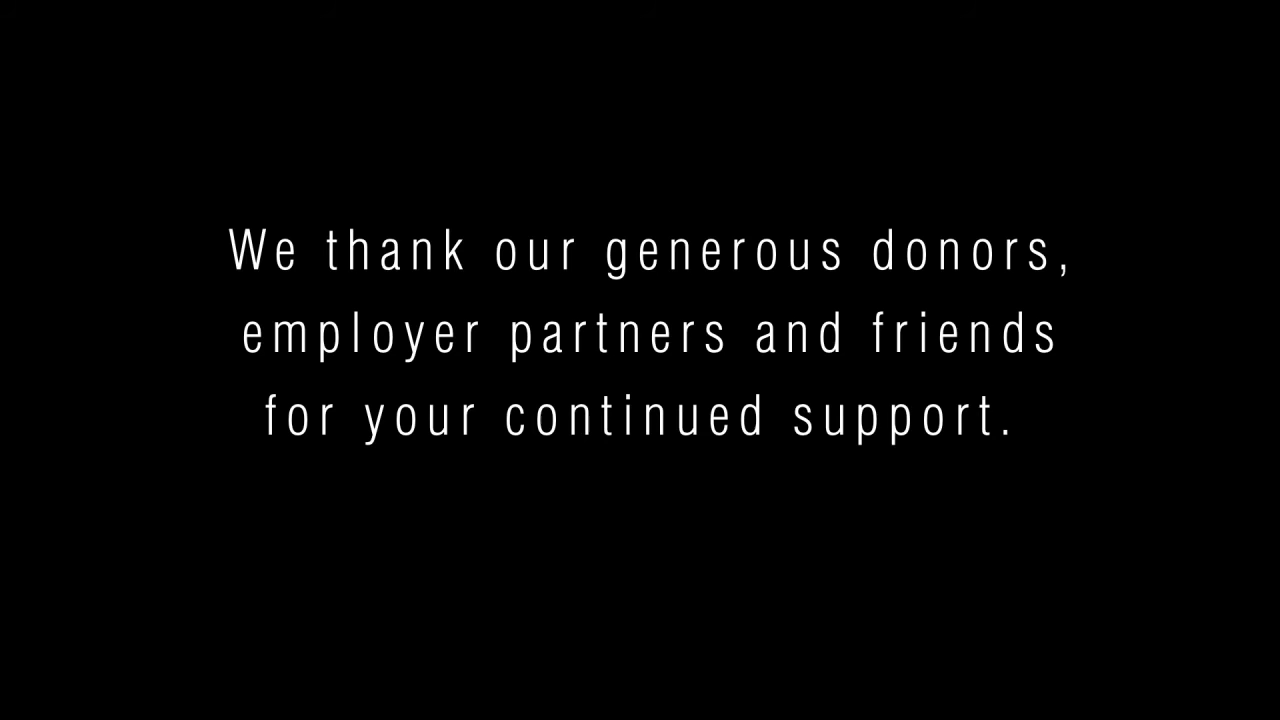 We thank our generous donors,
employer partners and friends
for your continued support.